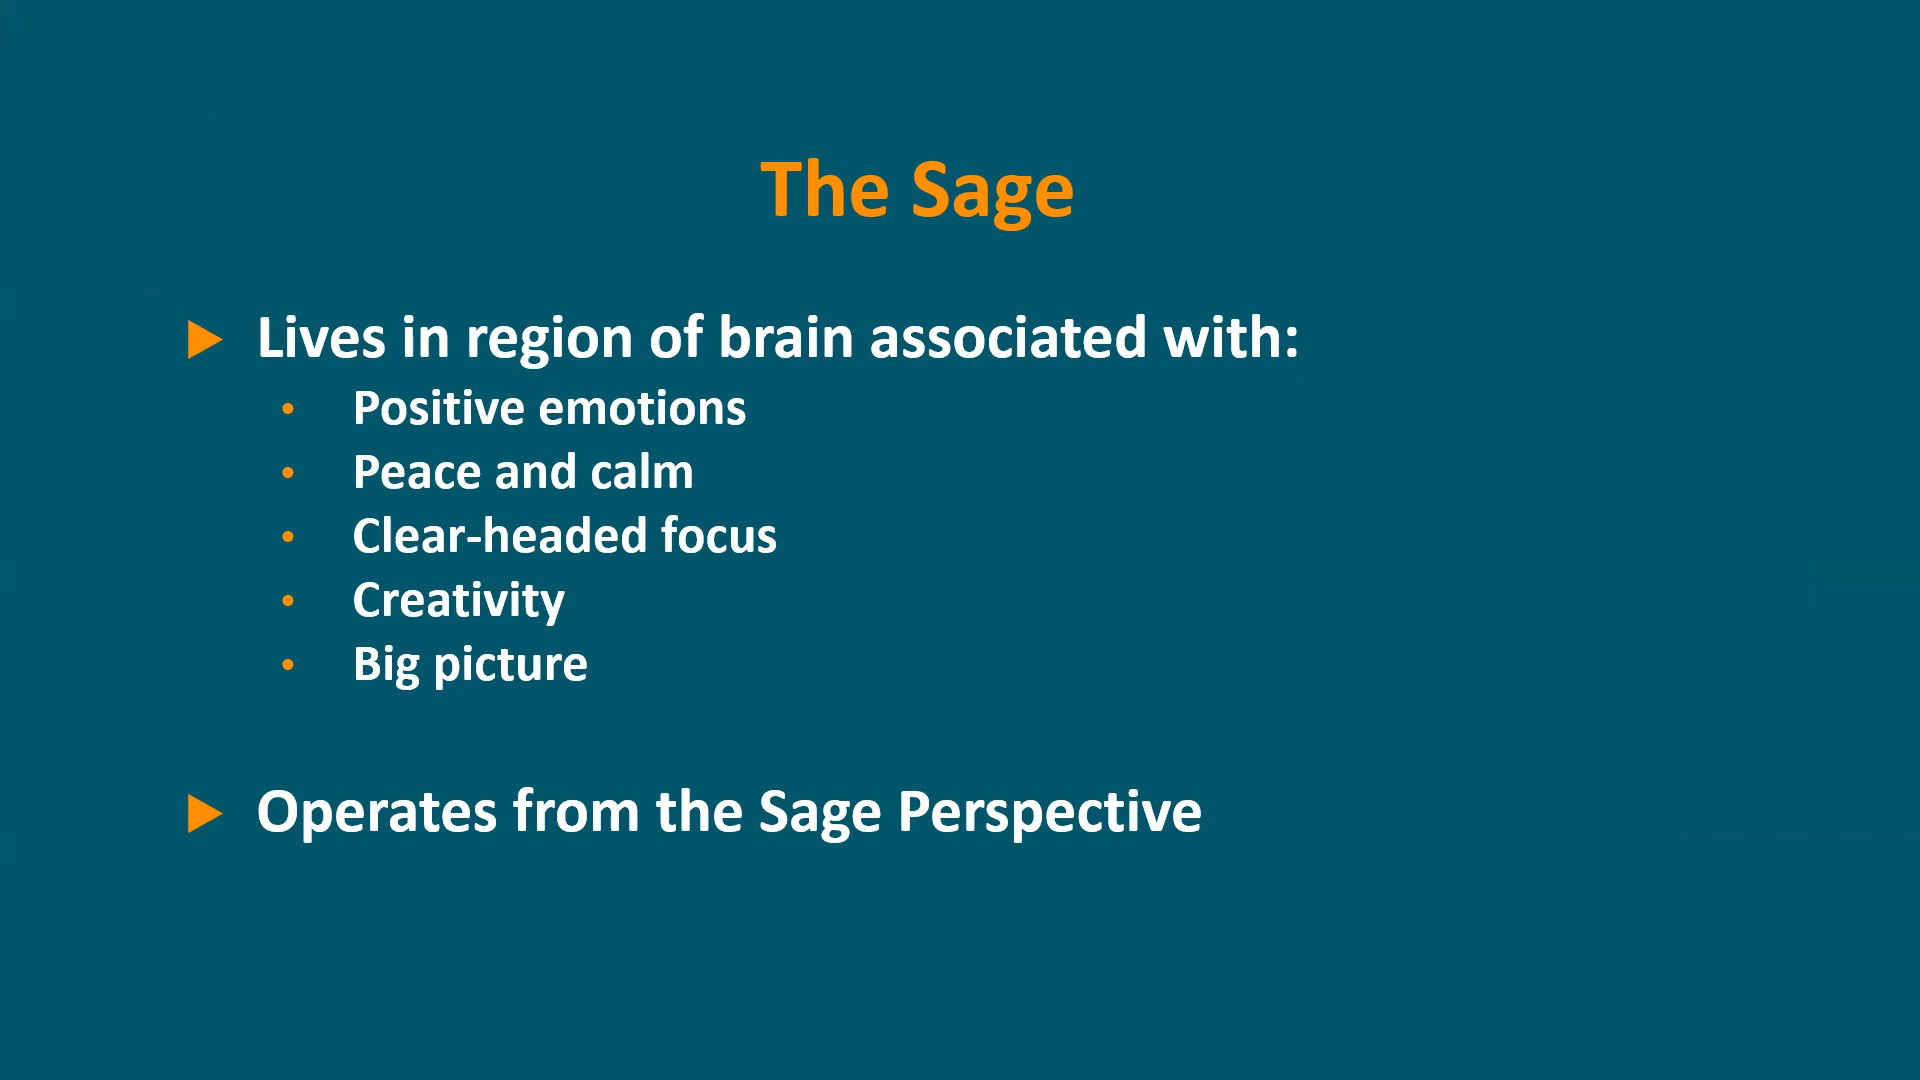 The Sage
Lives in region of brain associated with:
Positive emotions
Peace and calm
Clear-headed focus
Creativity
Big picture
Operates from the Sage Perspective